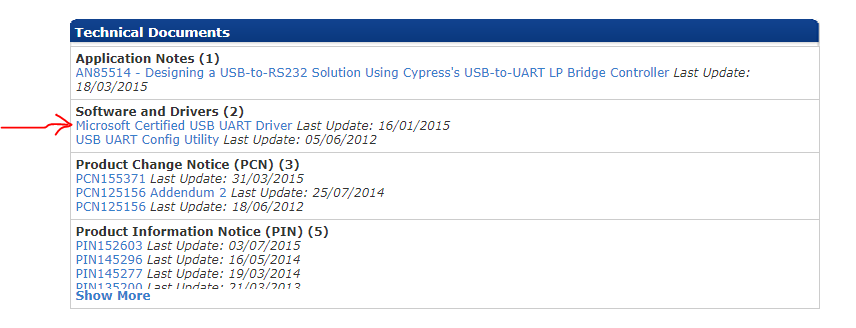 Technical Documents
Application Notes (1)
AN85514 - Designing a USB-to-RS232 Solution Using Cypress's USB-to-UART LP Bridge Controller Last Update:
18/03/2015
Software and Drivers (2)
Microsoft Certified USB UART Driver Last Update: 16/01/2015
USB UART Config Utility Last Update: 05/06/2012
Product Change Notice (PCN) (3)
PCN155371 Last Update: 31/03/2015
PCN125156 Addendum 2 Last Update: 25/07/2014
PCN125156 Last Update: 18/06/2012
Product Information Notice (PIN) (5)
PIN152603 Last Update: 03/07/2015
PIN145296 Last Update: 16/05/2014
PIN145277 Last Update: 19/03/2014
PIN135200 Last Update: 21/03/2013
Show More